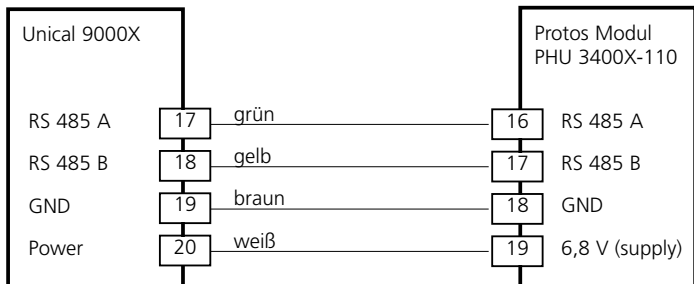 Unical 9000X
Protos Modul
PHU 3400X-110
RS 485 A 17 grün 16 RS 485 A
RS 485 B 18 gelb 17 RS 485 B
GND 19 braun 18 GND
Power 20 weiß 19 6,8 V (supply)